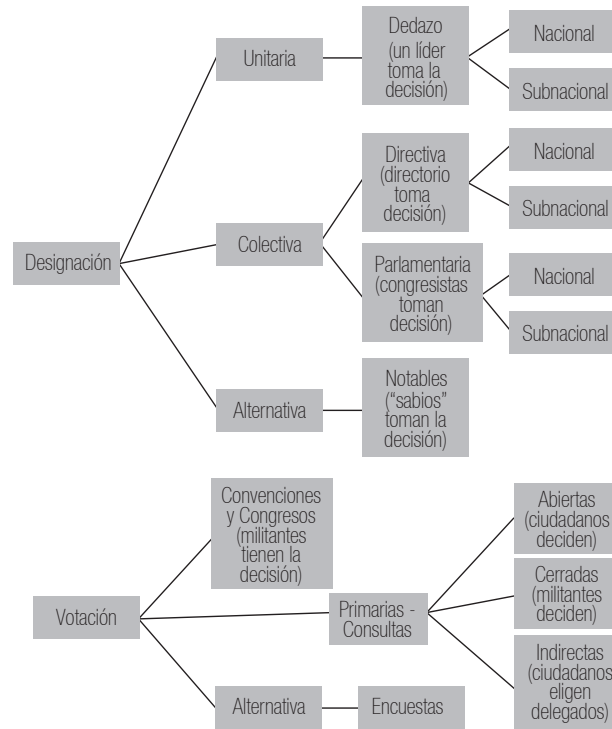 Designación
Unitaria
Dedazo
(un líder
toma la
decisión)
Nacional
Subnacional
Colectiva
Directiva
(directorio
toma
decisión)
Nacional
Subnacional
Parlamentaria
(congresistas
toman
decisión)
Nacional
Subnacional
Alternativa
Notables
("sabios"
toman la
decisión)
Votación
Convenciones
y Congresos
(militantes
tienen la
decisión)
Primarias -
Consultas
Abiertas
(ciudadanos
deciden)
Cerradas
(militantes
deciden)
Indirectas
(ciudadanos
eligen
delegados)
Alternativa
Encuestas